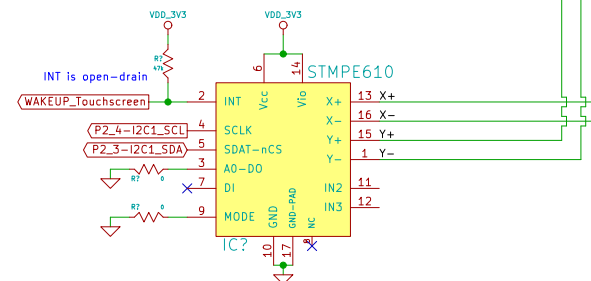 VDD_3V3
VDD_3V3
R?
47k
INT is open-drain
6
14
STMPE610
Vcc
Vio
WAKEUP_Touchscreen
2
INT
X+
13
X+
X-
16
X-
P2_4-I2C1_SCL
4
SCLK
Y+
15
Y+
P2_3-I2C1_SDA
5
SDAT-nCS
Y-
1
Y-
R?
0
3
A0-DO
7
DI
IN2
11
IN3
12
R?
0
9
MODE
GND
GND-PAD
NC
IC?
10
17
8